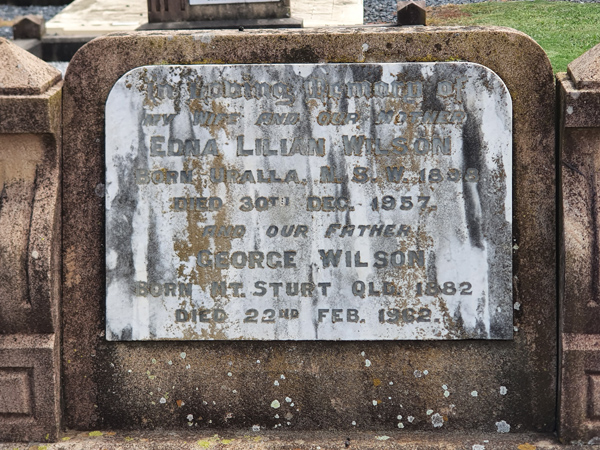 In Loving Memory of
MY WIFE AND OUR MOTHER
EDNA LILIAN WILSON
BORN URALLA, N.S.W. 1898
DIED 30TH DEC. 1957.
AND OUR FATHER
GEORGE WILSON
BORN MT. STURT QLD. 1882
DIED 22ND FEB. 1962.